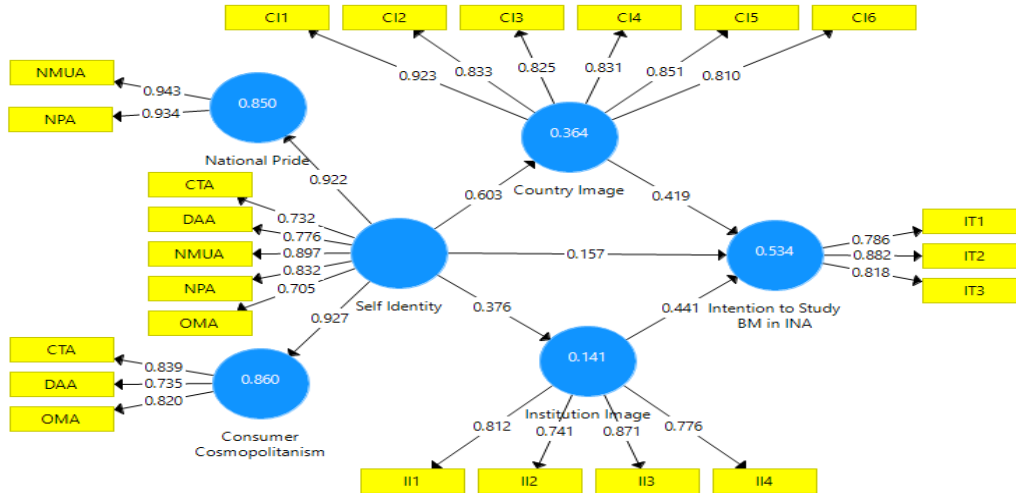 CI1
CI2
CI3
CI4
CI5
CI6
0.923
0.833
0.825
0.831
0.851
0.810
NMUA
NPA
0.943
0.934
0.850
National Pride
0.364
Country Image
0.922
0.603
0.419
CTA
DAA
NMUA
NPA
OMA
0.732
0.776
0.897
0.832
0.705
Self Identity
0.157
0.534
Intention to Study
BM in INA
0.786
0.882
0.818
IT1
IT2
IT3
0.927
0.376
0.441
CTA
DAA
OMA
0.839
0.735
0.820
0.860
Consumer
Cosmopolitanism
0.141
Institution Image
0.812
0.741
0.871
0.776
II1
II2
II3
II4